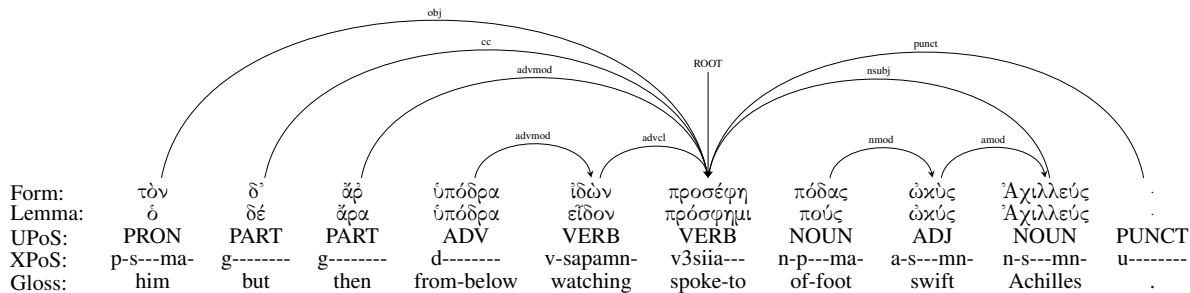 obj
cc
punct
ROOT
advmod
nsubj
advmod
advcl
nmod
amod
Form: τὸν δ᾽ ἄῤ ὑπόδρα ἰδὼν προσέφη πόδας ὠκὺς Ἀχιλλεύς ·
Lemma: ὁ δέ ἄρα ὑπόδρα εἶδον πρόσφημι πούς ὠκύς Ἀχιλλεύς ·
UPoS: PRON PART PART ADV VERB VERB NOUN ADJ NOUN PUNCT
XPoS: p-s---ma- g-------- g-------- d-------- v-sapamn- v3siia--- n-p---ma- a-s---mn- n-s---mn- u--------
Gloss: him but then from-below watching spoke-to of-foot swift Achilles .